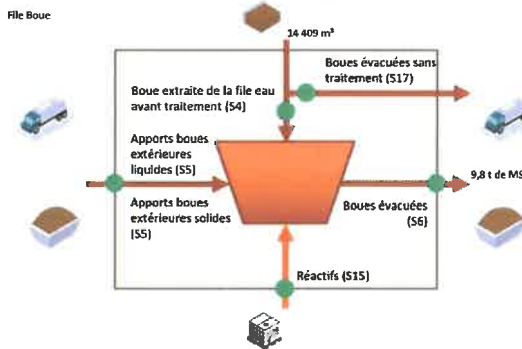 File Boue
14 409 m³
Boues évacuées sans
traitement (S17)
Boue extraite de la file eau
avant traitement (S4)
Apports boues
extérieures
liquides (S5)
Apports boues
extérieures solides
(S5)
9,8 t de MS
Boues évacuées
(S6)
Réactifs (S15)